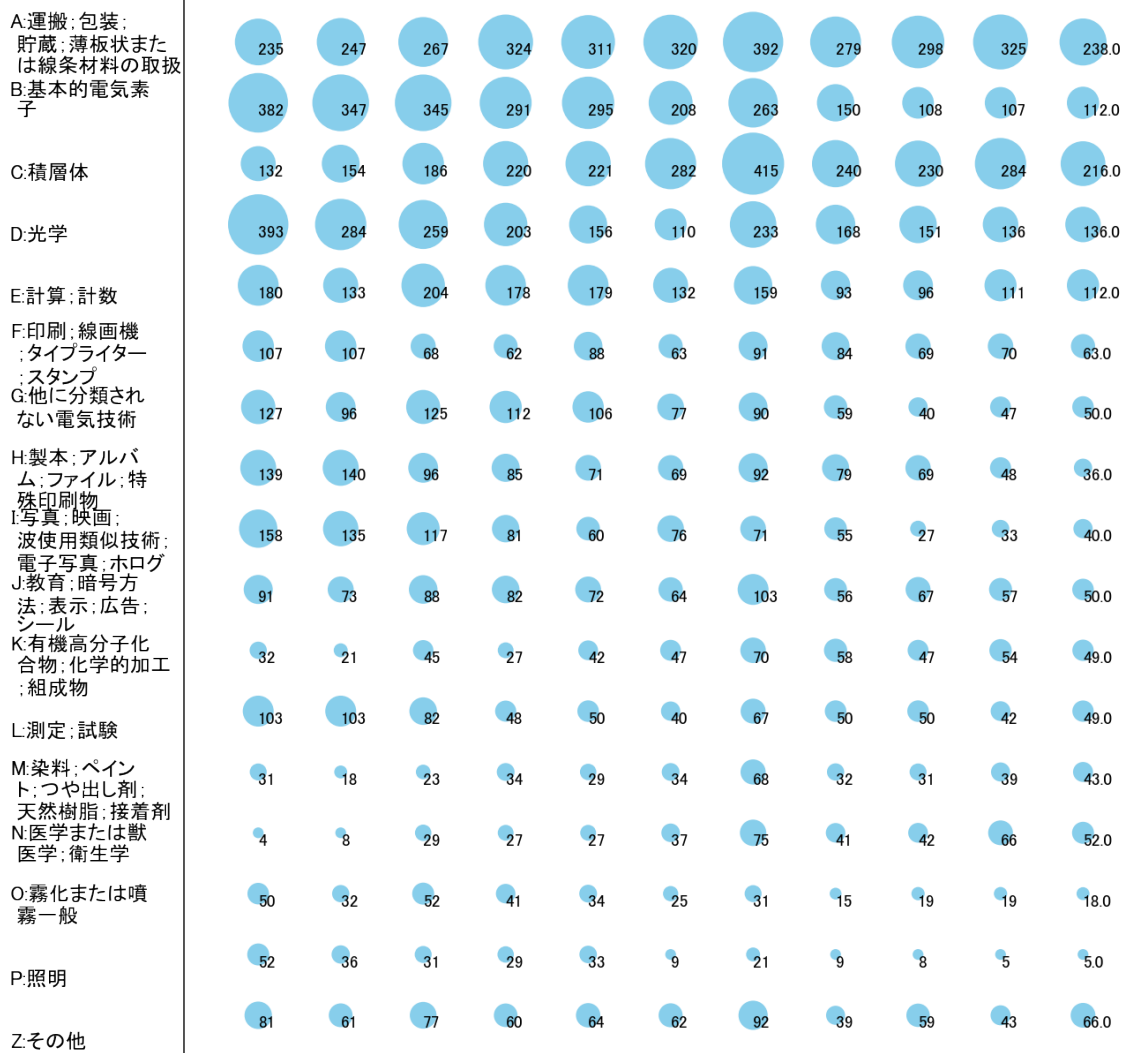 A:運搬;包装;
貯蔵;薄板状また
は線条材料の取扱
235 247 267 324 311 320 392 279 298 325 238.0
B:基本的電気素
子
382 347 345 291 295 208 263 150 108 107 112.0
C:積層体
132 154 186 220 221 282 415 240 230 284 216.0
D:光学
393 284 259 203 156 110 233 168 151 136 136.0
E:計算;計数
180 133 204 178 179 132 159 93 96 111 112.0
F:印刷;線画機
;タイプライター
;スタンプ
107 107 68 62 88 63 91 84 69 70 63.0
G:他に分類され
ない電気技術
127 96 125 112 106 77 90 59 40 47 50.0
H:製本;アルバ
ム;ファイル;特
殊印刷物
139 140 96 85 71 69 92 79 69 48 36.0
I:写真;映画;
波使用類似技術;
電子写真;ホログ
158 135 117 81 60 76 71 55 27 33 40.0
J:教育;暗号方
法;表示;広告;
シール
91 73 88 82 72 64 103 56 67 57 50.0
K:有機高分子化
合物;化学的加工
;組成物
32 21 45 27 42 47 70 58 47 54 49.0
L:測定;試験
103 103 82 48 50 40 67 50 50 42 49.0
M:染料;ペイン
ト;つや出し剤;
天然樹脂;接着剤
31 18 23 34 29 34 68 32 31 39 43.0
N:医学または獣
医学;衛生学
4 8 29 27 27 37 75 41 42 66 52.0
O:霧化または噴
霧一般
50 32 52 41 34 25 31 15 19 19 18.0
P:照明
52 36 31 29 33 9 21 9 8 5 5.0
Z:その他
81 61 77 60 64 62 92 39 59 43 66.0